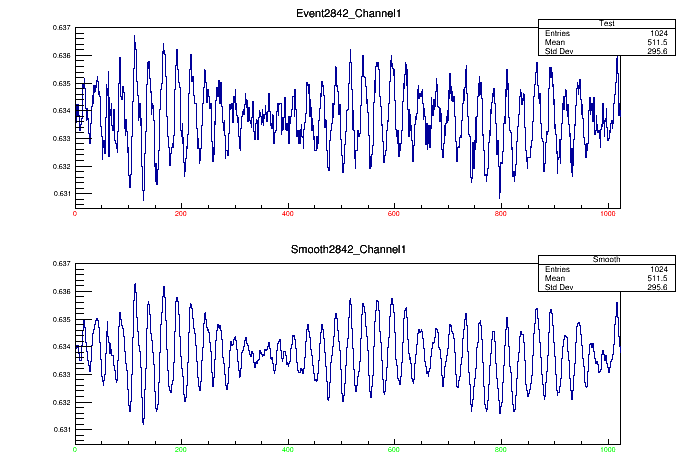 Event2842_Channel1
Test
Entries 1024
Mean 511.5
Std Dev 295.6
0.637
0.636
0.635
0.634
0.633
0.632
0.631
0 200 400 600 800 1000
Smooth2842_Channel1
Smooth
Entries 1024
Mean 511.5
Std Dev 295.6
0.637
0.636
0.635
0.634
0.633
0.632
0.631
0 200 400 600 800 1000